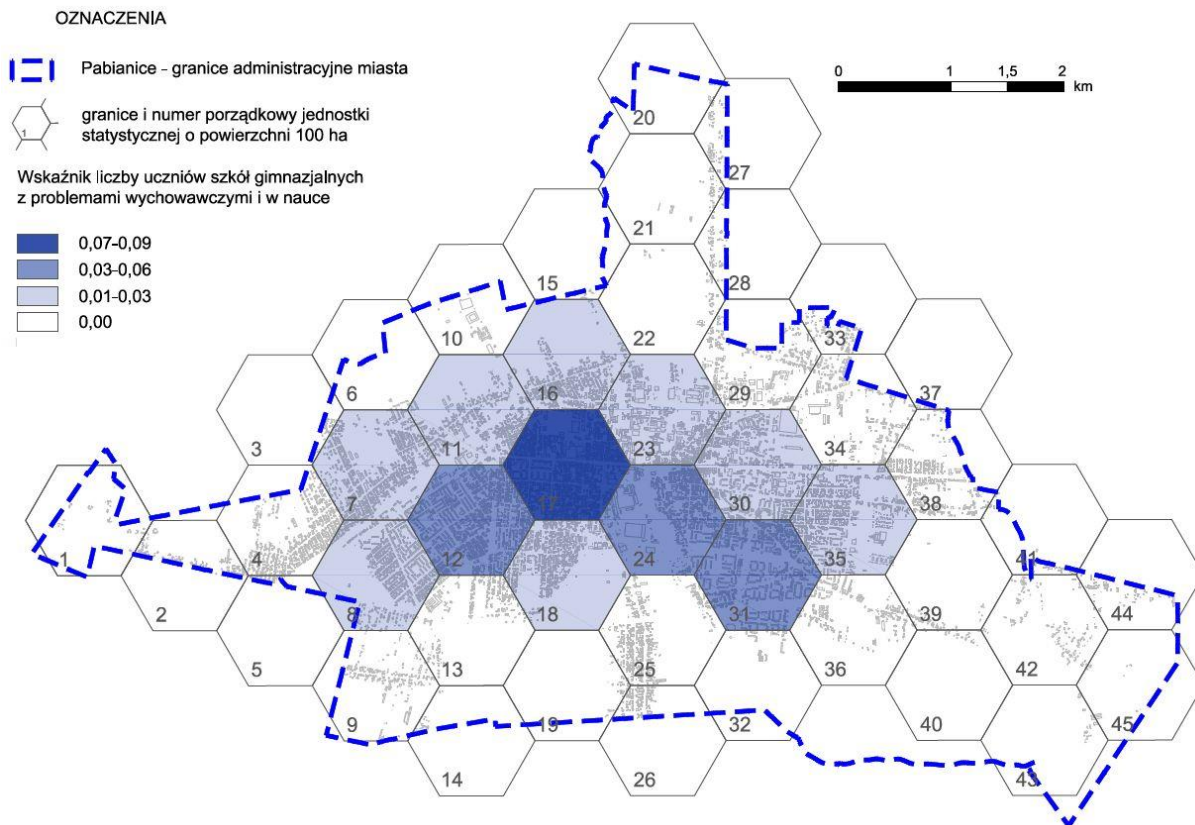 OZNACZENIA
Pabianice - granice administracyjne miasta
1
granice i numer porządkowy jednostki
statystycznej o powierzchni 100 ha
Wskaźnik liczby uczniów szkół gimnazjalnych
z problemami wychowawczymi i w nauce
0,07-0,09
0,03-0,06
0,01-0,03
0,00
0 1 1,5 2
km
20
27
21
15 28
10 22 33
6 16 29 37
3 11 23 34
7 17 30 38
1 4 12 24 35 41
2 8 18 31 39 44
5 13 25 36 42
9 19 32 40 45
14 26 43